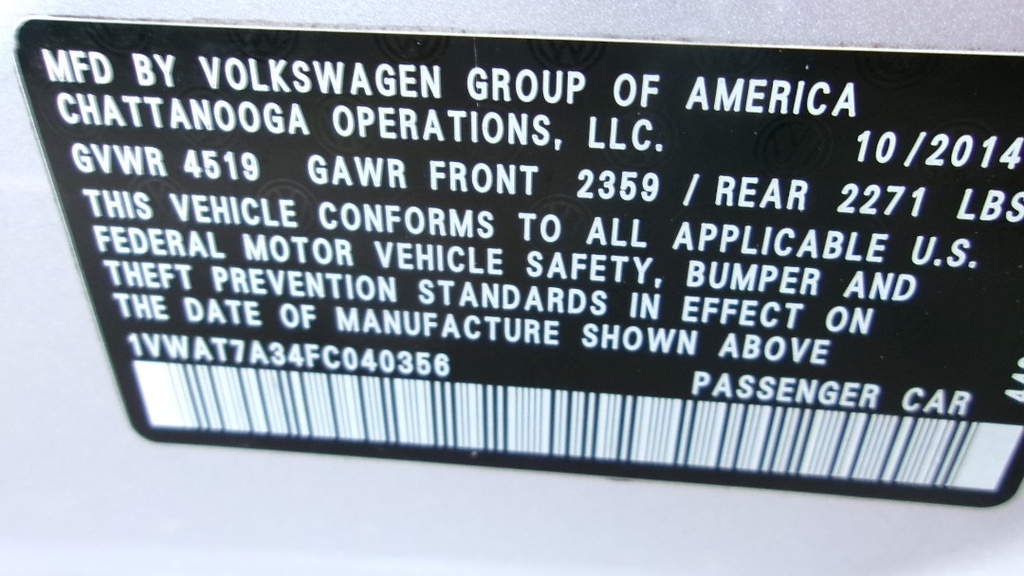 MFD BY VOLKSWAGEN GROUP OF AMERICA
CHATTANOOGA OPERATIONS, LLC. 10/2014
GVWR 4519 GAWR FRONT 2359 / REAR 2271 LBS
THIS VEHICLE CONFORMS TO ALL APPLICABLE U.S.
FEDERAL MOTOR VEHICLE SAFETY, BUMPER AND
THEFT PREVENTION STANDARDS IN EFFECT ON
THE DATE OF MANUFACTURE SHOWN ABOVE
1VWAT7A34FC040356 PASSENGER CAR